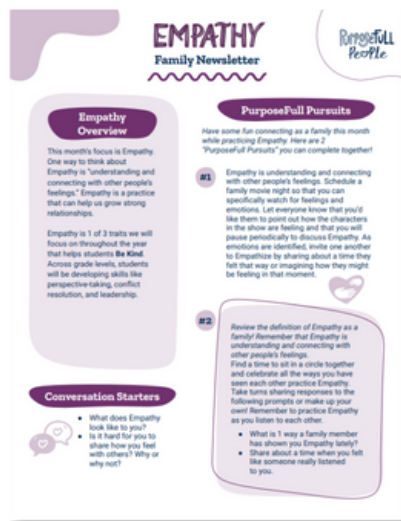 EMPATHY
Family Newsletter
PURPOSEFULL
PEOPLE
Empathy
Overview
This month's focus is Empathy.
One way to think about
Empathy is "understanding and
connecting with other people's
feelings." Empathy is a practice
that can help us grow strong
relationships.
Empathy is 1 of 3 traits we will
focus on throughout the year
that helps students Be Kind.
Across grade levels, students
will be developing skills like
perspective-taking, conflict
resolution, and leadership.
Conversation Starters
● What does Empathy
look like to you?
● Is it hard for you to
share how you feel
with others? Why or
why not?
PurposeFull Pursuits
Have some fun connecting as a family this month
while practicing Empathy. Here are 2
"PurposeFull Pursuits" you can complete together!
#1
Empathy is understanding and connecting
with other people's feelings. Schedule a
family movie night so that you can
specifically watch for feelings and
emotions. Let everyone know that you'd
like them to point out how the characters
in the show are feeling and that you will
pause periodically to discuss Empathy. As
emotions are identified, invite one another
to Empathize by sharing about a time they
felt that way or imagining how they might
be feeling in that moment.
#2
Review the definition of Empathy as a
family! Remember that Empathy is
understanding and connecting with
other people's feelings.
Find a time to sit in a circle together
and celebrate all the ways you have
seen each other practice Empathy.
Take turns sharing responses to the
following prompts or make up your
own! Remember to practice Empathy
as you listen to each other.
● What is 1 way a family member
has shown you Empathy lately?
● Share about a time when you felt
like someone really listened
to you.